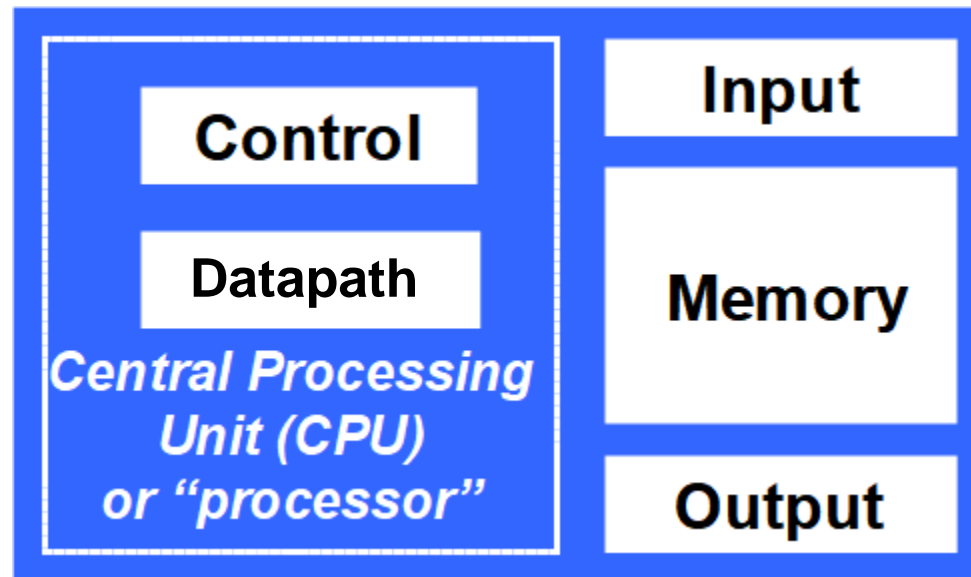 Control
Datapath
Central Processing
Unit (CPU)
or “processor”
Input
Memory
Output